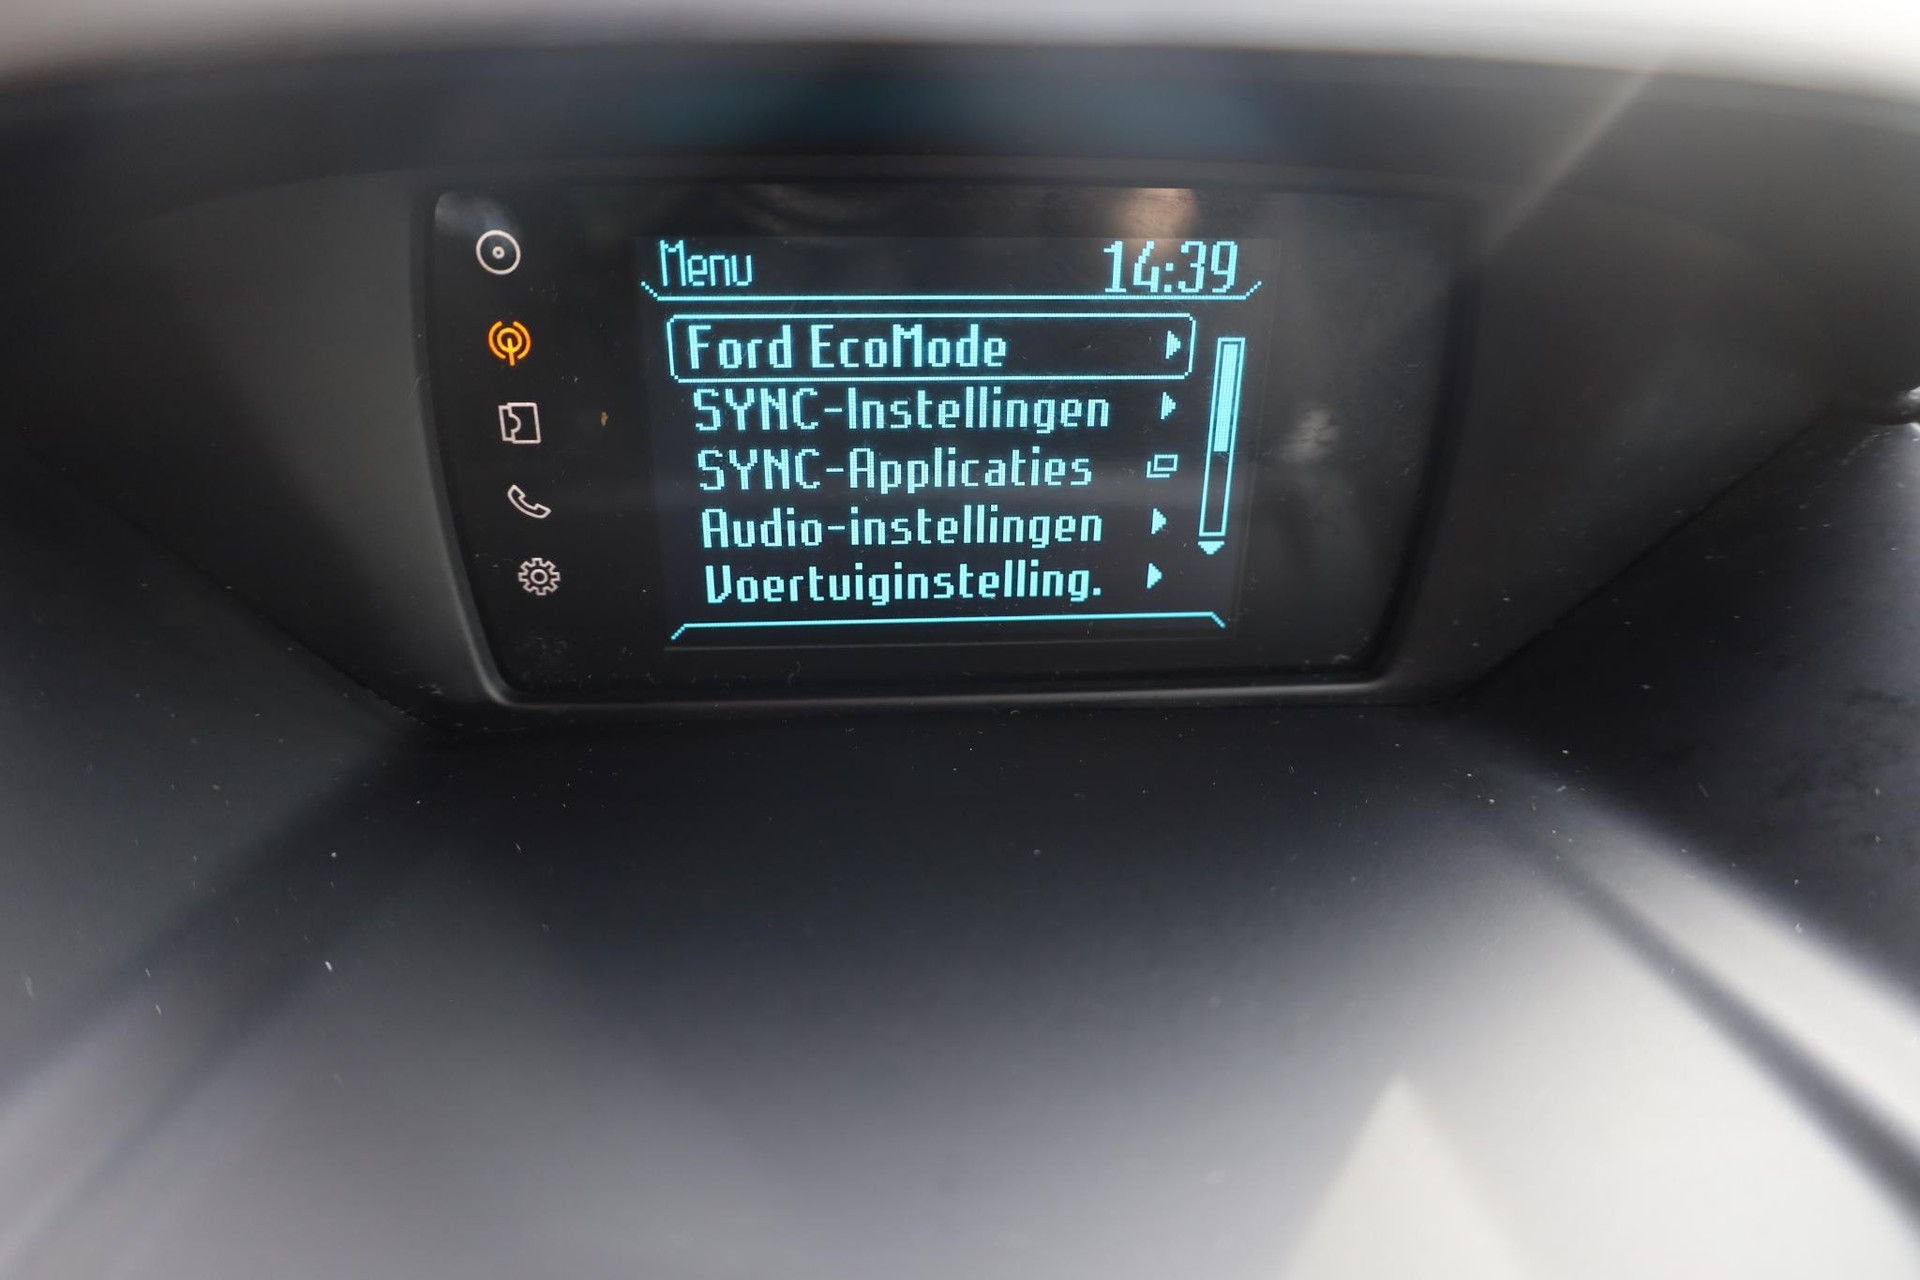 Menu 14:39
Ford EcoMode
SYNC-Instellingen
SYNC-Applicaties
Audio-instellingen
Voertuiginstelling.